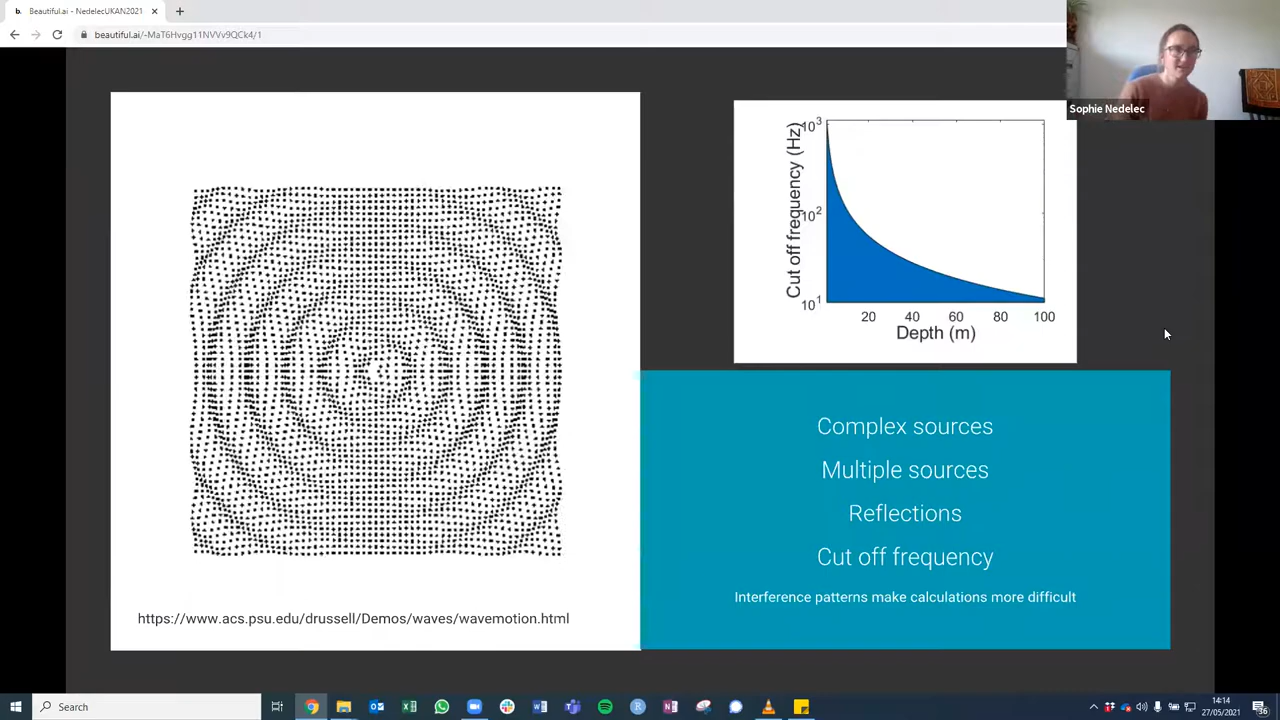 b. Beautiful.ai - NedelecUKAN2021
beautiful.ai/-MaT6Hvgg11NVVv9QCk4/1
Sophie Nedelec
Cut off frequency (Hz)
10³
10²
10¹
20 40 60 80 100
Depth (m)
Complex sources
Multiple sources
Reflections
Cut off frequency
Interference patterns make calculations more difficult
https://www.acs.psu.edu/drussell/Demos/waves/wavemotion.html
Search
14:14
27/05/2021
36